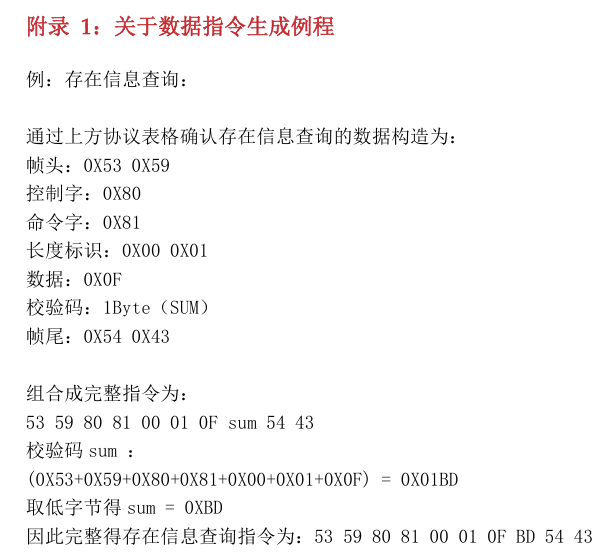 附录 1：关于数据指令生成例程
例：存在信息查询：
通过上方协议表格确认存在信息查询的数据构造为：
帧头：0X53 0X59
控制字：0X80
命令字：0X81
长度标识：0X00 0X01
数据：0X0F
校验码：1Byte（SUM）
帧尾：0X54 0X43
组合成完整指令为：
53 59 80 81 00 01 0F sum 54 43
校验码 sum ：
(0X53+0X59+0X80+0X81+0X00+0X01+0X0F) = 0X01BD
取低字节得 sum = 0XBD
因此完整得存在信息查询指令为：53 59 80 81 00 01 0F BD 54 43